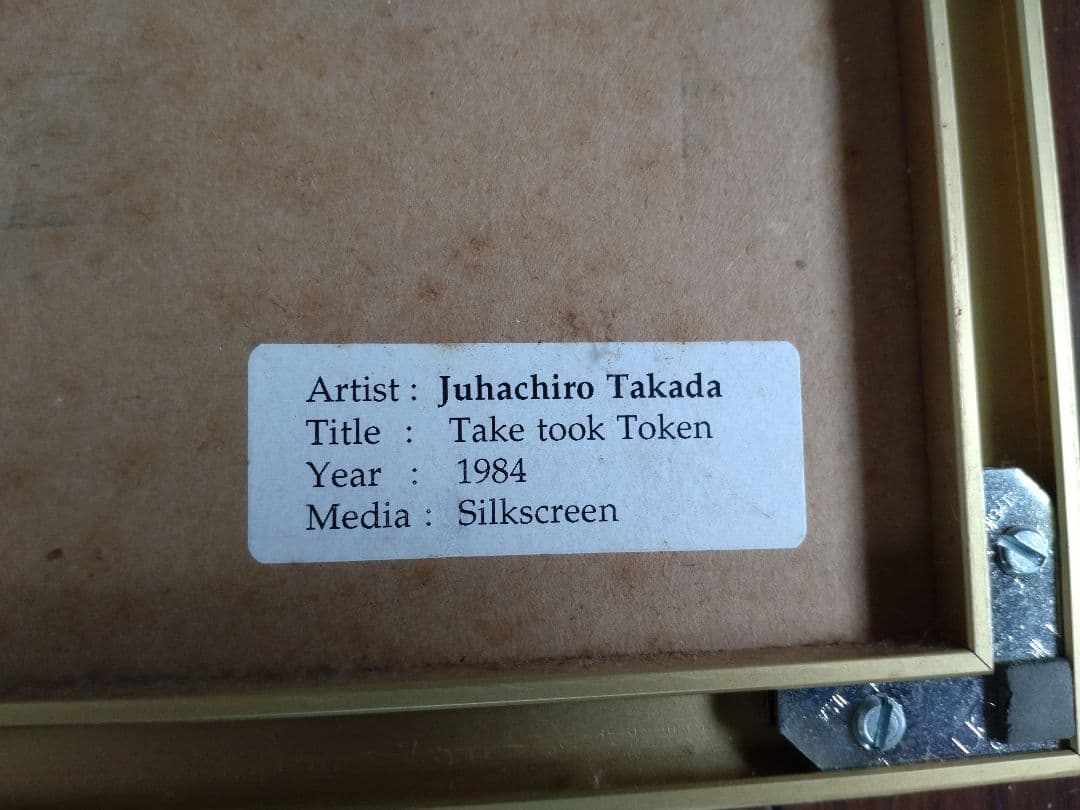 Artist : Juhachiro Takada
Title : Take took Token
Year : 1984
Media : Silkscreen